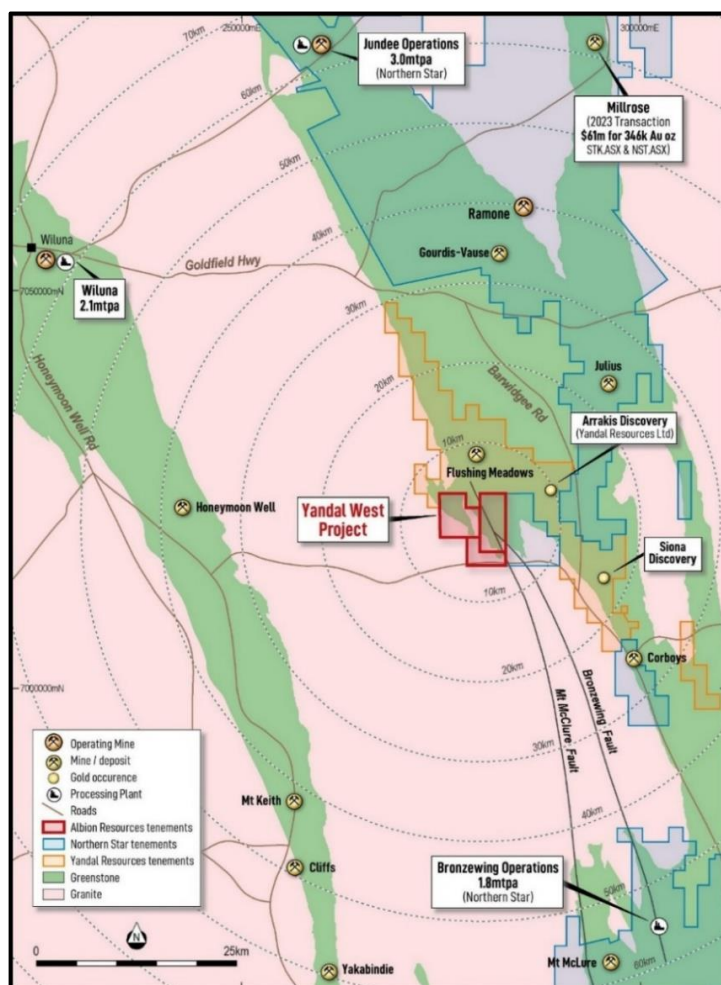 250000mE
300000mE
70km
Jundee Operations
3.0mtpa
(Northern Star)
Millrose
(2023 Transaction
$61m for 346k Au oz
STK.ASX & NST.ASX)
60km
50km
Ramone
40km
Gourdis-Vause
Wiluna
Goldfield Hwy
Wiluna
2.1mtpa
7050000mN
30km
Honeymoon Well Rd
20km
Barwidgee Rd
Julius
Arrakis Discovery
(Yandal Resources Ltd)
10km
Flushing Meadows
Honeymoon Well
Yandal West
Project
Siona
Discovery
10km
Corboys
20km
7000000mN
Bronzewing Fault
Mt McClure Fault
30km
Operating Mine
Mine / deposit
Gold occurence
Processing Plant
Roads
Albion Resources tenements
Northern Star tenements
Yandal Resources tenements
Greenstone
Granite
Mt Keith
40km
Cliffs
Bronzewing Operations
1.8mtpa
(Northern Star)
50km
N
0
25km
Yakabindie
Mt McLure
60km